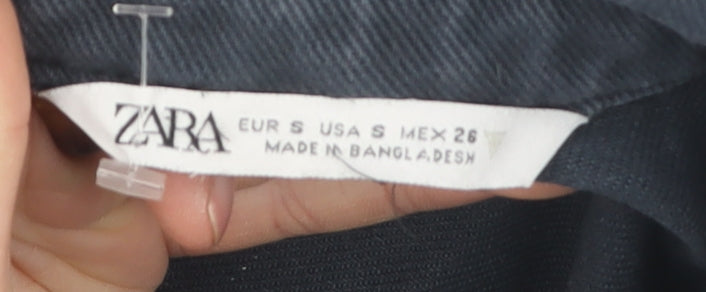 ZARA
EUR S USA S MEX 26
MADE IN BANGLADESH